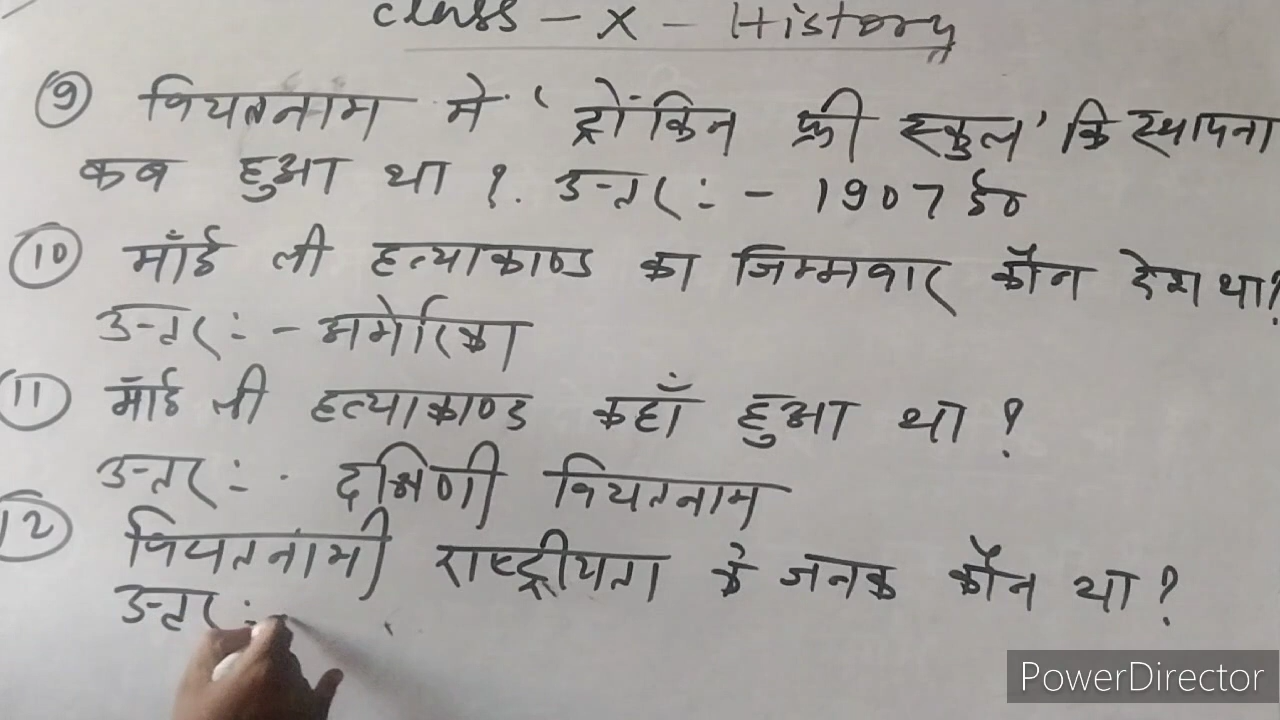 Class - X - History
⑨ वियतनाम मे ' ट्रोंकिन फ्री स्कुल' कि स्थापना
कब हुआ था ? उत्तर :- 1907 ई०
⑩ माँई ली हत्याकाण्ड का जिम्मवार कौन देश था?
उत्तर :- अमेरिका
⑪ माँई ली हत्याकाण्ड कहाँ हुआ था ?
उत्तर :- दक्षिणी वियतनाम
⑫ वियतनामी राष्ट्रीयता के जनक कौन था ?
उत्तर :-
PowerDirector